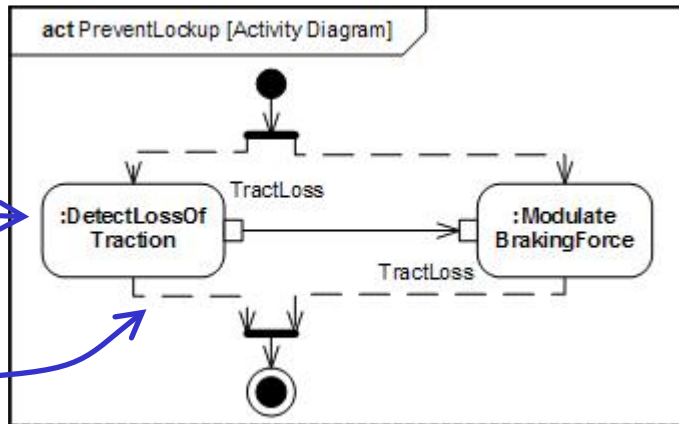 act PreventLockup [Activity Diagram]
TractLoss
:DetectLossOf
Traction
:Modulate
BrakingForce
TractLoss